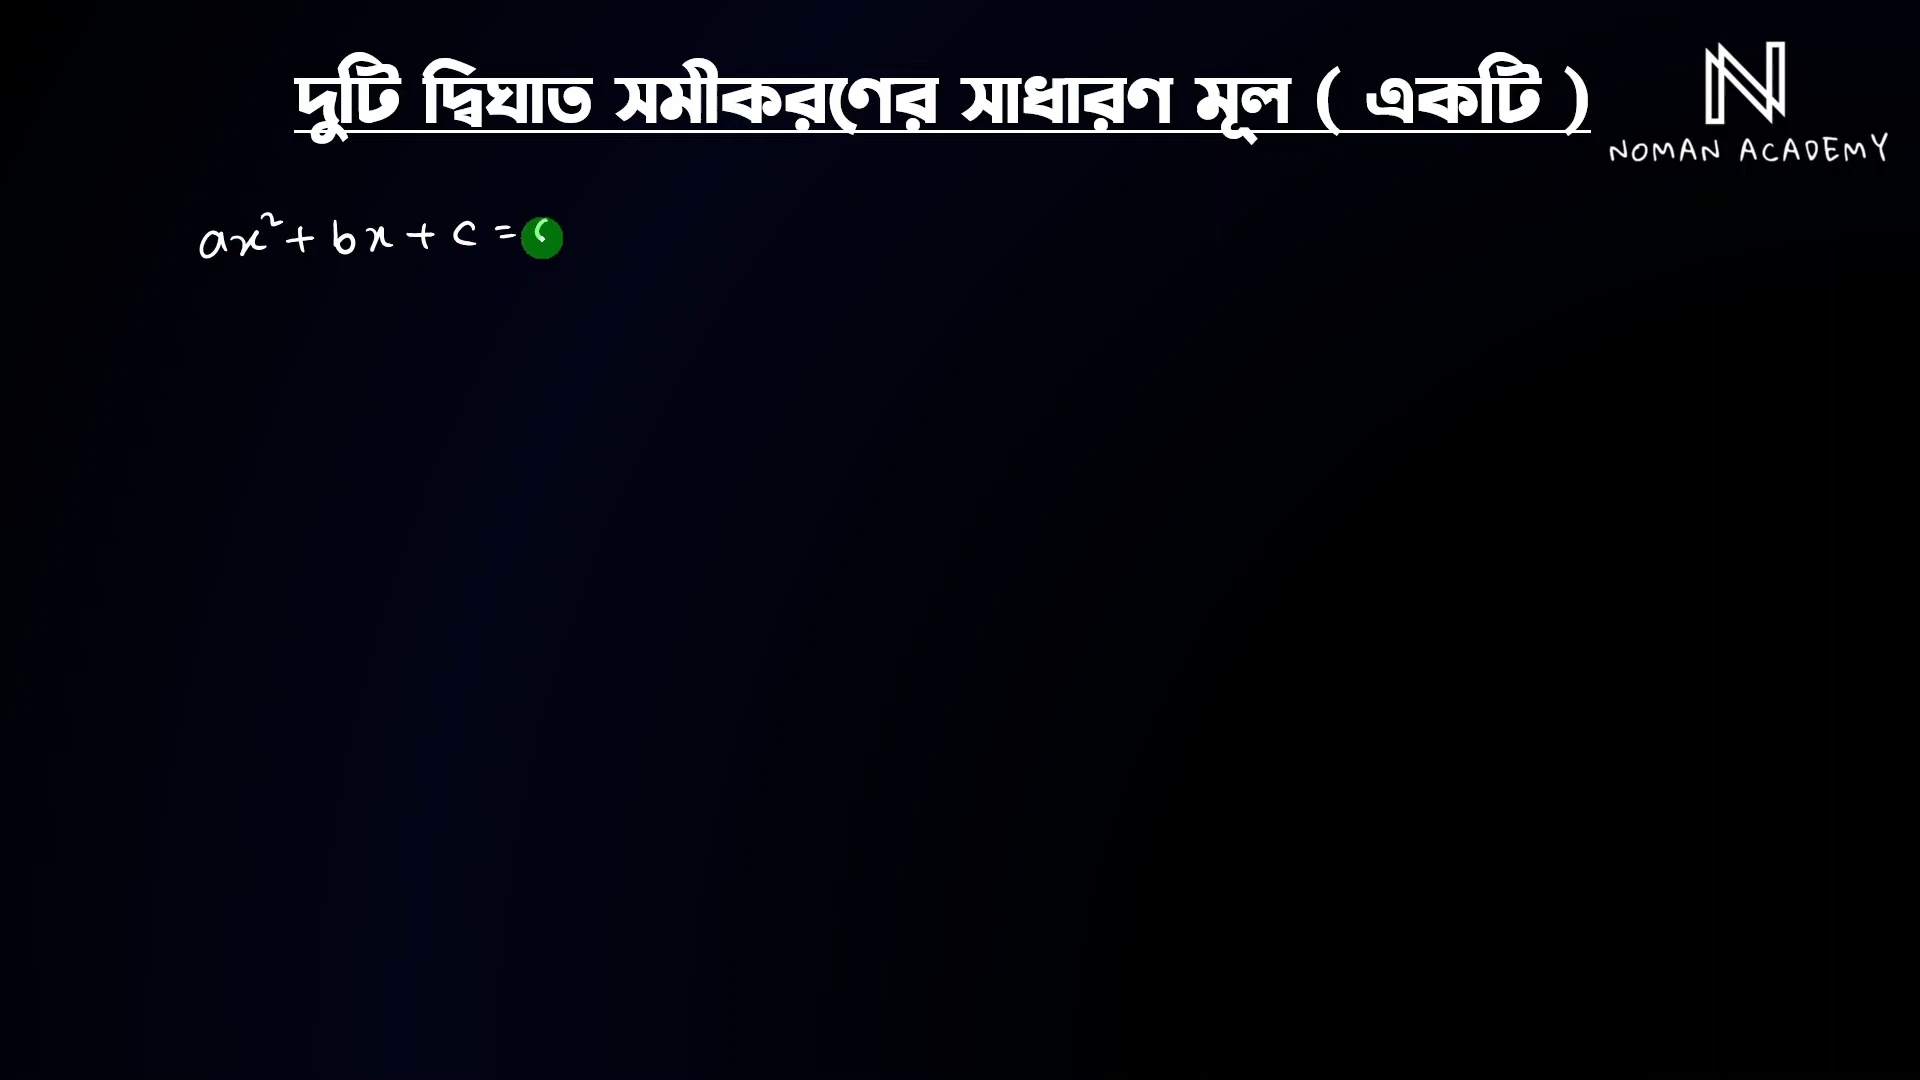 দুটি দ্বিঘাত সমীকরণের সাধারণ মূল ( একটি )
NOMAN ACADEMY
ax²+ bx + c =